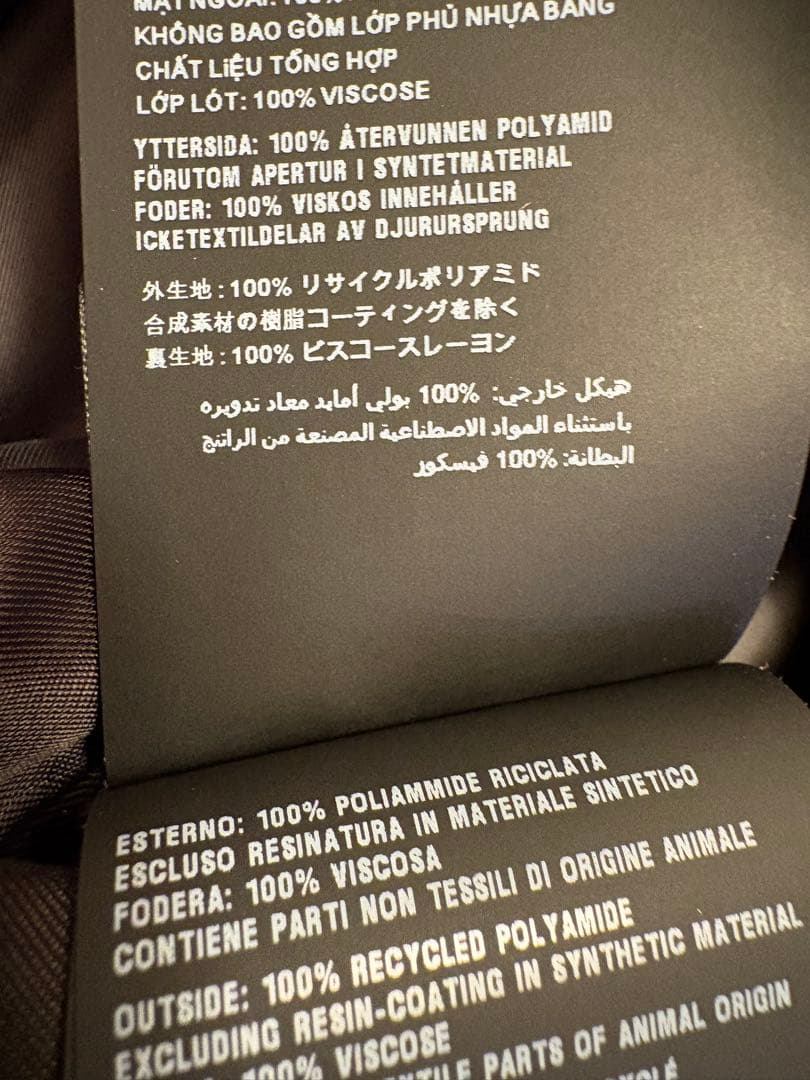 MẶT NGOÀI: 100%
KHÔNG BAO GỒM LỚP PHỦ NHỰA BẰNG
CHẤT LIỆU TỔNG HỢP
LỚP LÓT: 100% VISCOSE
YTTERSIDA: 100% ÅTERVUNNEN POLYAMID
FÖRUTOM APERTUR I SYNTETMATERIAL
FODER: 100% VISKOS INNEHÅLLER
ICKETEXTILDELAR AV DJURURSPRUNG
外生地:100% リサイクルポリアミド
合成素材の樹脂コーティングを除く
裏生地:100% ビスコースレーヨン
هيكل خارجي: 100% بولي أمايد معاد تدويره
باستثناء المواد الاصطناعية المصنعة من الراتنج
البطانة: 100% فيسكوز
ESTERNO: 100% POLIAMMIDE RICICLATA
ESCLUSO RESINATURA IN MATERIALE SINTETICO
FODERA: 100% VISCOSA
CONTIENE PARTI NON TESSILI DI ORIGINE ANIMALE
OUTSIDE: 100% RECYCLED POLYAMIDE
EXCLUDING RESIN-COATING IN SYNTHETIC MATERIAL
100% VISCOSE
PARTS OF ANIMAL ORIGIN